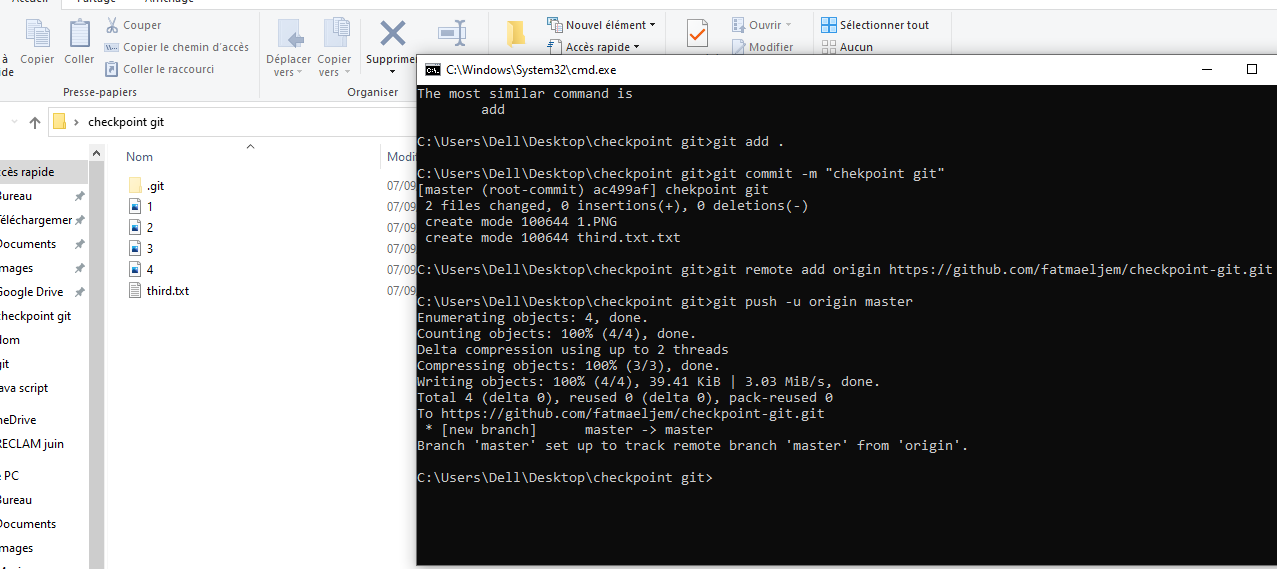 Accueil Partage Affichage
à
de
Copier
Coller
Couper
Copier le chemin d'accès
Coller le raccourci
Presse-papiers
Déplacer
vers
Copier
vers
Supprime
Organiser
Nouvel élément
Accès rapide
Ouvrir
Modifier
Sélectionner tout
Aucun
checkpoint git
Nom
Modi
.git 07/09
1 07/09
2 07/09
3 07/09
4 07/09
third.txt 07/09
ccès rapide
Bureau
Téléchargemer
Documents
mages
Google Drive
checkpoint git
dom
git
ava script
neDrive
RECLAM juin
PC
Bureau
Documents
mages
C:\Windows\System32\cmd.exe
The most similar command is
add
C:\Users\Dell\Desktop\checkpoint git>git add .
C:\Users\Dell\Desktop\checkpoint git>git commit -m "chekpoint git"
[master (root-commit) ac499af] chekpoint git
2 files changed, 0 insertions(+), 0 deletions(-)
create mode 100644 1.PNG
create mode 100644 third.txt.txt
C:\Users\Dell\Desktop\checkpoint git>git remote add origin https://github.com/fatmaeljem/checkpoint-git.git
C:\Users\Dell\Desktop\checkpoint git>git push -u origin master
Enumerating objects: 4, done.
Counting objects: 100% (4/4), done.
Delta compression using up to 2 threads
Compressing objects: 100% (3/3), done.
Writing objects: 100% (4/4), 39.41 KiB | 3.03 MiB/s, done.
Total 4 (delta 0), reused 0 (delta 0), pack-reused 0
To https://github.com/fatmaeljem/checkpoint-git.git
* [new branch] master -> master
Branch 'master' set up to track remote branch 'master' from 'origin'.
C:\Users\Dell\Desktop\checkpoint git>